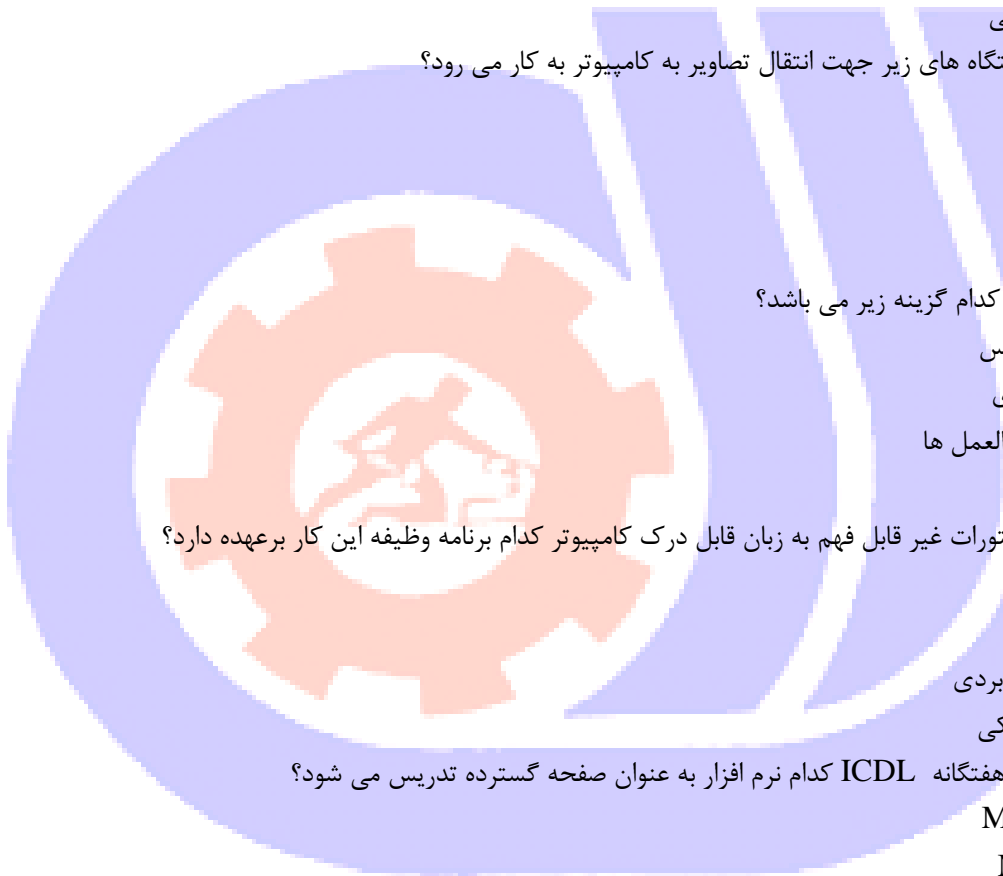 تگاه های زیر جهت انتقال تصاویر به کامپیوتر به کار می رود؟
کدام گزینه زیر می باشد؟
العمل ها
تورات غیر قابل فهم به زبان قابل درک کامپیوتر کدام برنامه وظیفه این کار برعهده دارد؟
بردی
کی
هفتگانه ICDL کدام نرم افزار به عنوان صفحه گسترده تدریس می شود؟
M